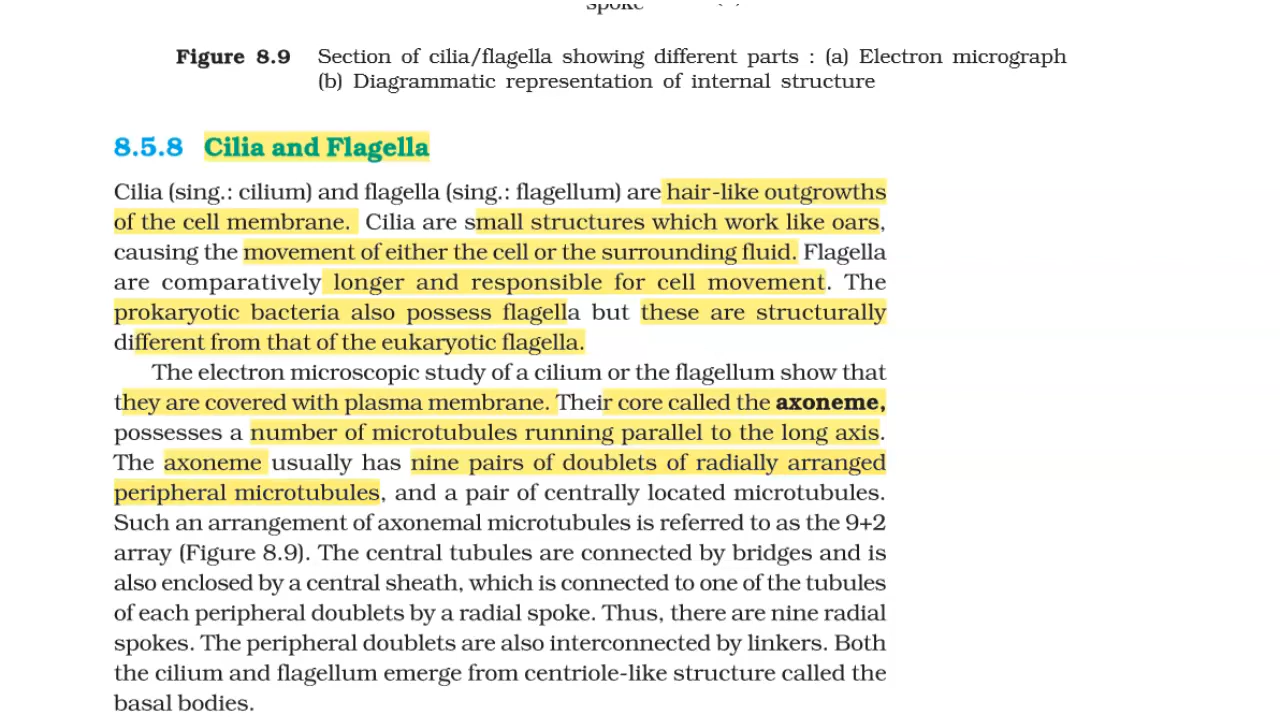 spoke
Figure 8.9 Section of cilia/flagella showing different parts : (a) Electron micrograph
(b) Diagrammatic representation of internal structure
8.5.8 Cilia and Flagella
Cilia (sing.: cilium) and flagella (sing.: flagellum) are hair-like outgrowths
of the cell membrane. Cilia are small structures which work like oars,
causing the movement of either the cell or the surrounding fluid. Flagella
are comparatively longer and responsible for cell movement. The
prokaryotic bacteria also possess flagella but these are structurally
different from that of the eukaryotic flagella.
The electron microscopic study of a cilium or the flagellum show that
they are covered with plasma membrane. Their core called the axoneme,
possesses a number of microtubules running parallel to the long axis.
The axoneme usually has nine pairs of doublets of radially arranged
peripheral microtubules, and a pair of centrally located microtubules.
Such an arrangement of axonemal microtubules is referred to as the 9+2
array (Figure 8.9). The central tubules are connected by bridges and is
also enclosed by a central sheath, which is connected to one of the tubules
of each peripheral doublets by a radial spoke. Thus, there are nine radial
spokes. The peripheral doublets are also interconnected by linkers. Both
the cilium and flagellum emerge from centriole-like structure called the
basal bodies.